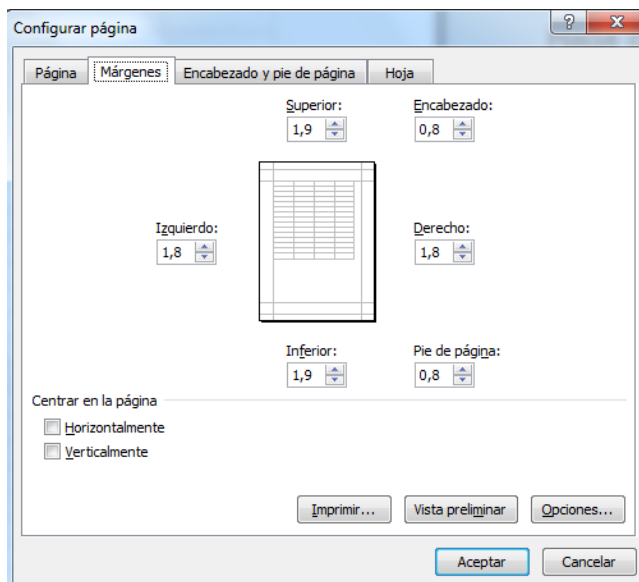 Configurar página
Página Márgenes Encabezado y pie de página Hoja
Superior: Encabezado:
1,9 0,8
Izquierdo: Derecho:
1,8 1,8
Inferior: Pie de página:
1,9 0,8
Centrar en la página
Horizontalmente
Verticalmente
Imprimir... Vista preliminar Opciones...
Aceptar Cancelar